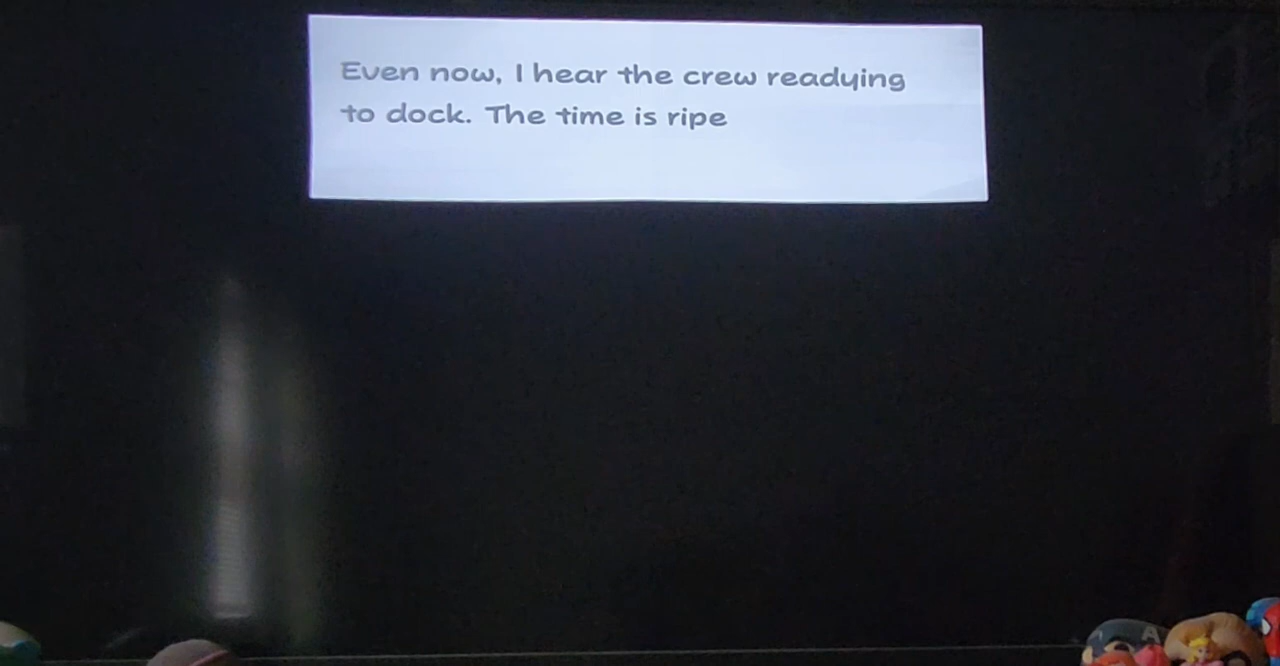 Even now, I hear the crew readying
to dock. The time is ripe